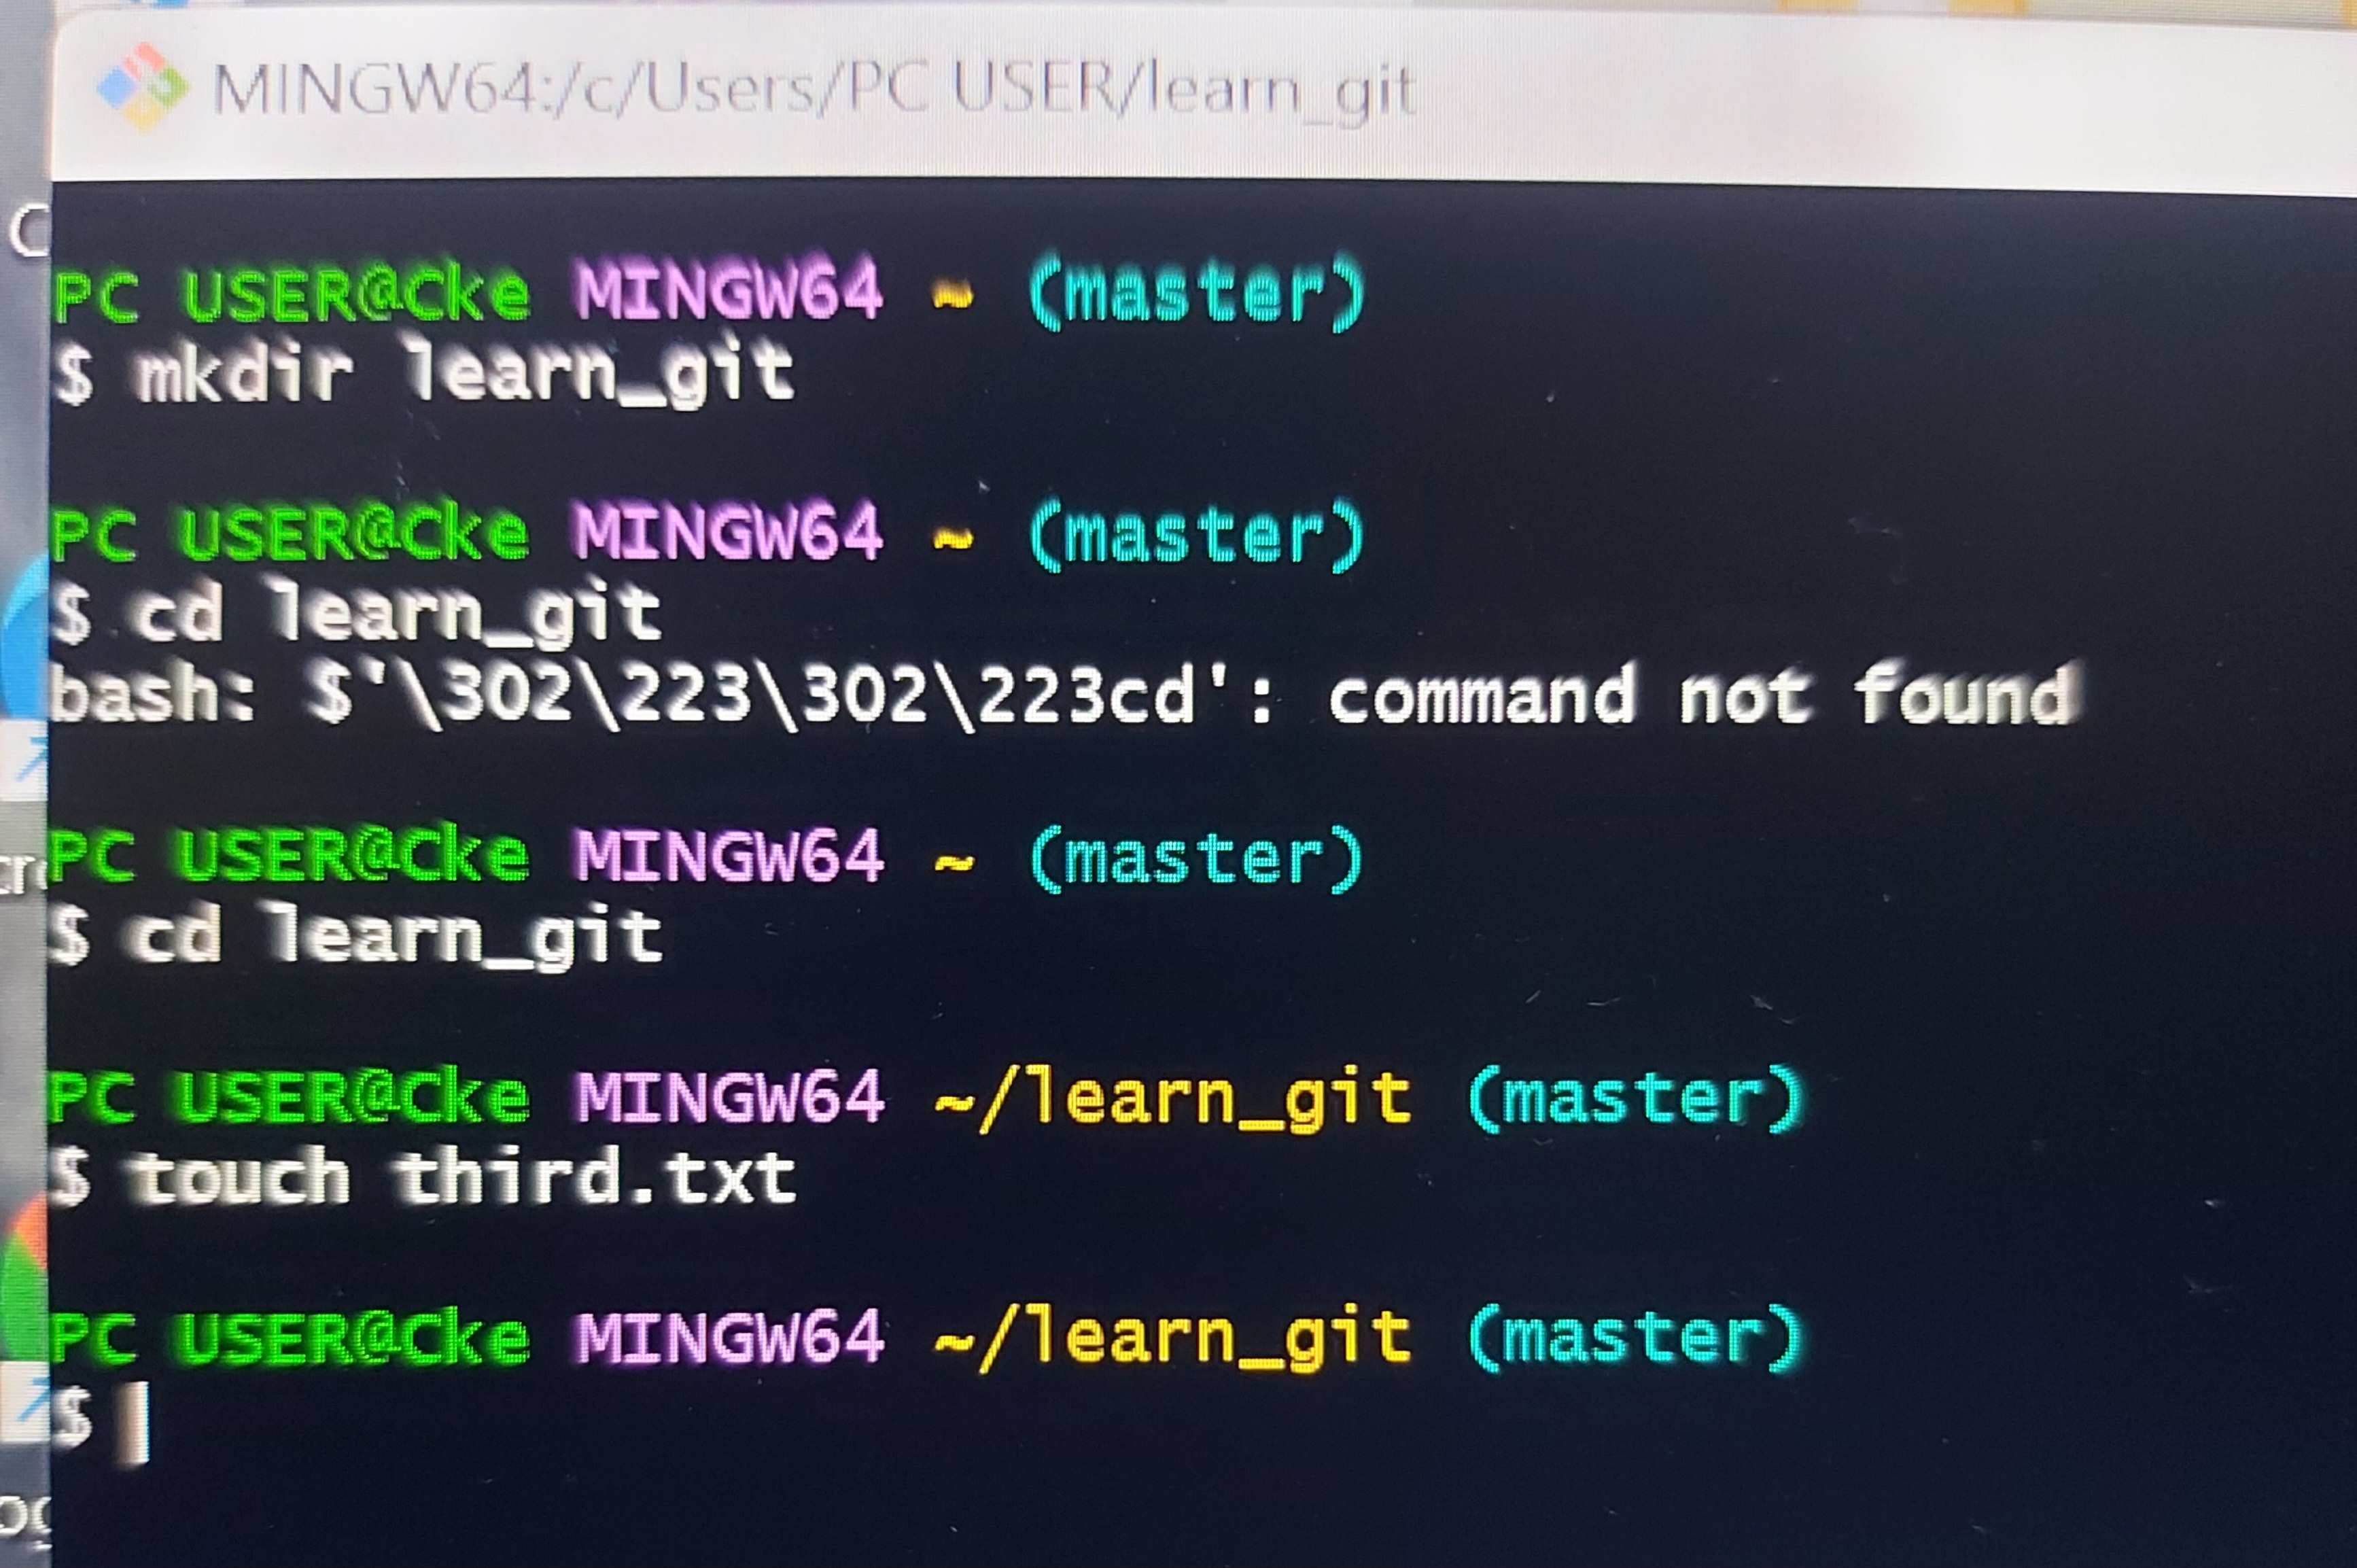 MINGW64:/c/Users/PC USER/learn_git
PC USER@Cke MINGW64 ~ (master)
$ mkdir learn_git
PC USER@Cke MINGW64 ~ (master)
$ cd learn_git
bash: $'\302\223\302\223cd': command not found
PC USER@Cke MINGW64 ~ (master)
$ cd learn_git
PC USER@Cke MINGW64 ~/learn_git (master)
$ touch third.txt
PC USER@Cke MINGW64 ~/learn_git (master)
$